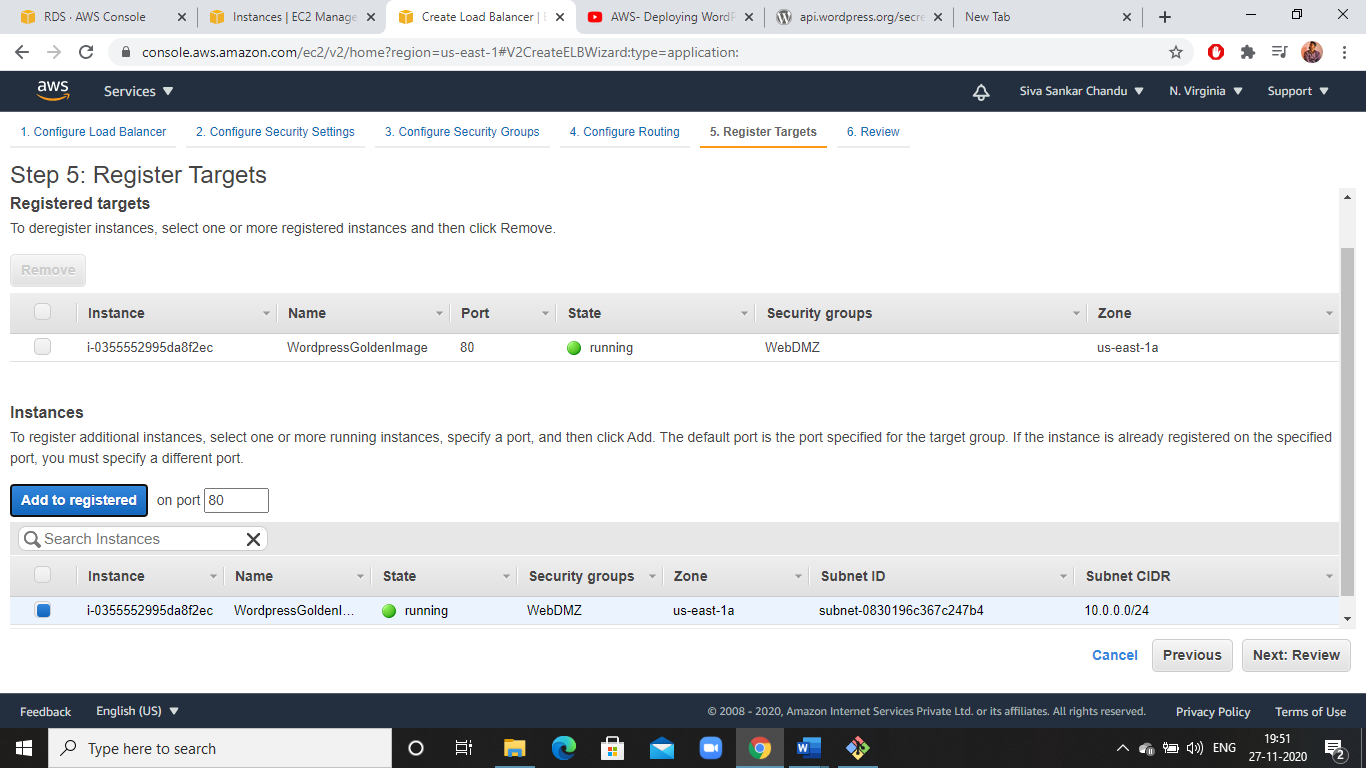 RDS · AWS Console
Instances | EC2 Manage
Create Load Balancer | E
AWS- Deploying WordP
api.wordpress.org/secre
New Tab
console.aws.amazon.com/ec2/v2/home?region=us-east-1#V2CreateELBWizard:type=application:
aws Services Siva Sankar Chandu N. Virginia Support
1. Configure Load Balancer 2. Configure Security Settings 3. Configure Security Groups 4. Configure Routing 5. Register Targets 6. Review
Step 5: Register Targets
Registered targets
To deregister instances, select one or more registered instances and then click Remove.
Remove
Instance Name Port State Security groups Zone
i-0355552995da8f2ec WordpressGoldenImage 80 running WebDMZ us-east-1a
Instances
To register additional instances, select one or more running instances, specify a port, and then click Add. The default port is the port specified for the target group. If the instance is already registered on the specified
port, you must specify a different port.
Add to registered on port 80
Search Instances
Instance Name State Security groups Zone Subnet ID Subnet CIDR
i-0355552995da8f2ec WordpressGoldenI... running WebDMZ us-east-1a subnet-0830196c367c247b4 10.0.0.0/24
Cancel Previous Next: Review
Feedback English (US) © 2008 - 2020, Amazon Internet Services Private Ltd. or its affiliates. All rights reserved. Privacy Policy Terms of Use
Type here to search
ENG
19:51
27-11-2020
2